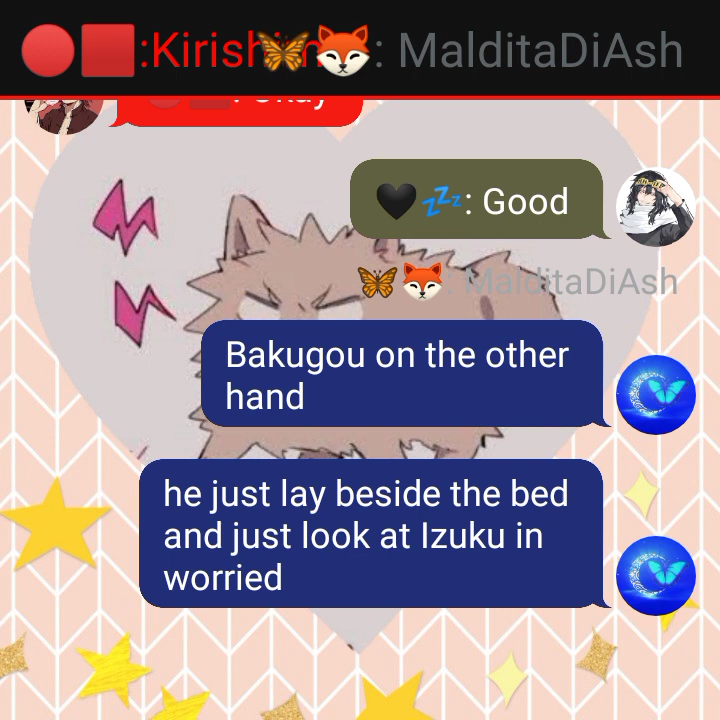 🔴🟥:Kirishim🦋🦊: MalditaDiAsh
: Okay
🖤💤: Good
🦋🦊: MalditaDiAsh
Bakugou on the other
hand
he just lay beside the bed
and just look at Izuku in
worried